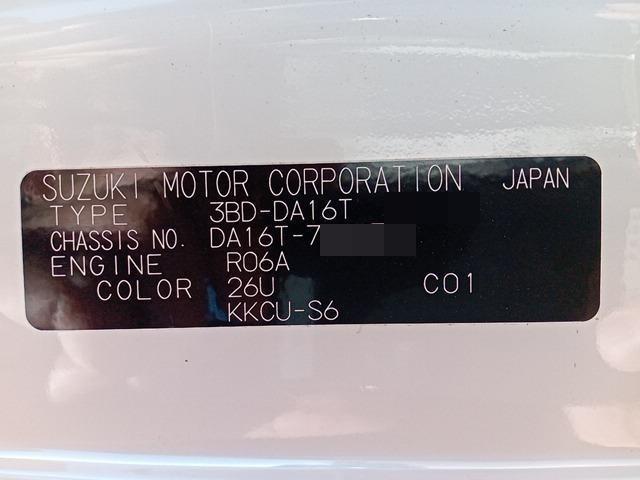 SUZUKI MOTOR CORPORATION JAPAN
TYPE 3BD-DA16T
CHASSIS NO. DA16T-7
ENGINE R06A
COLOR 26U C01
KKCU-S6